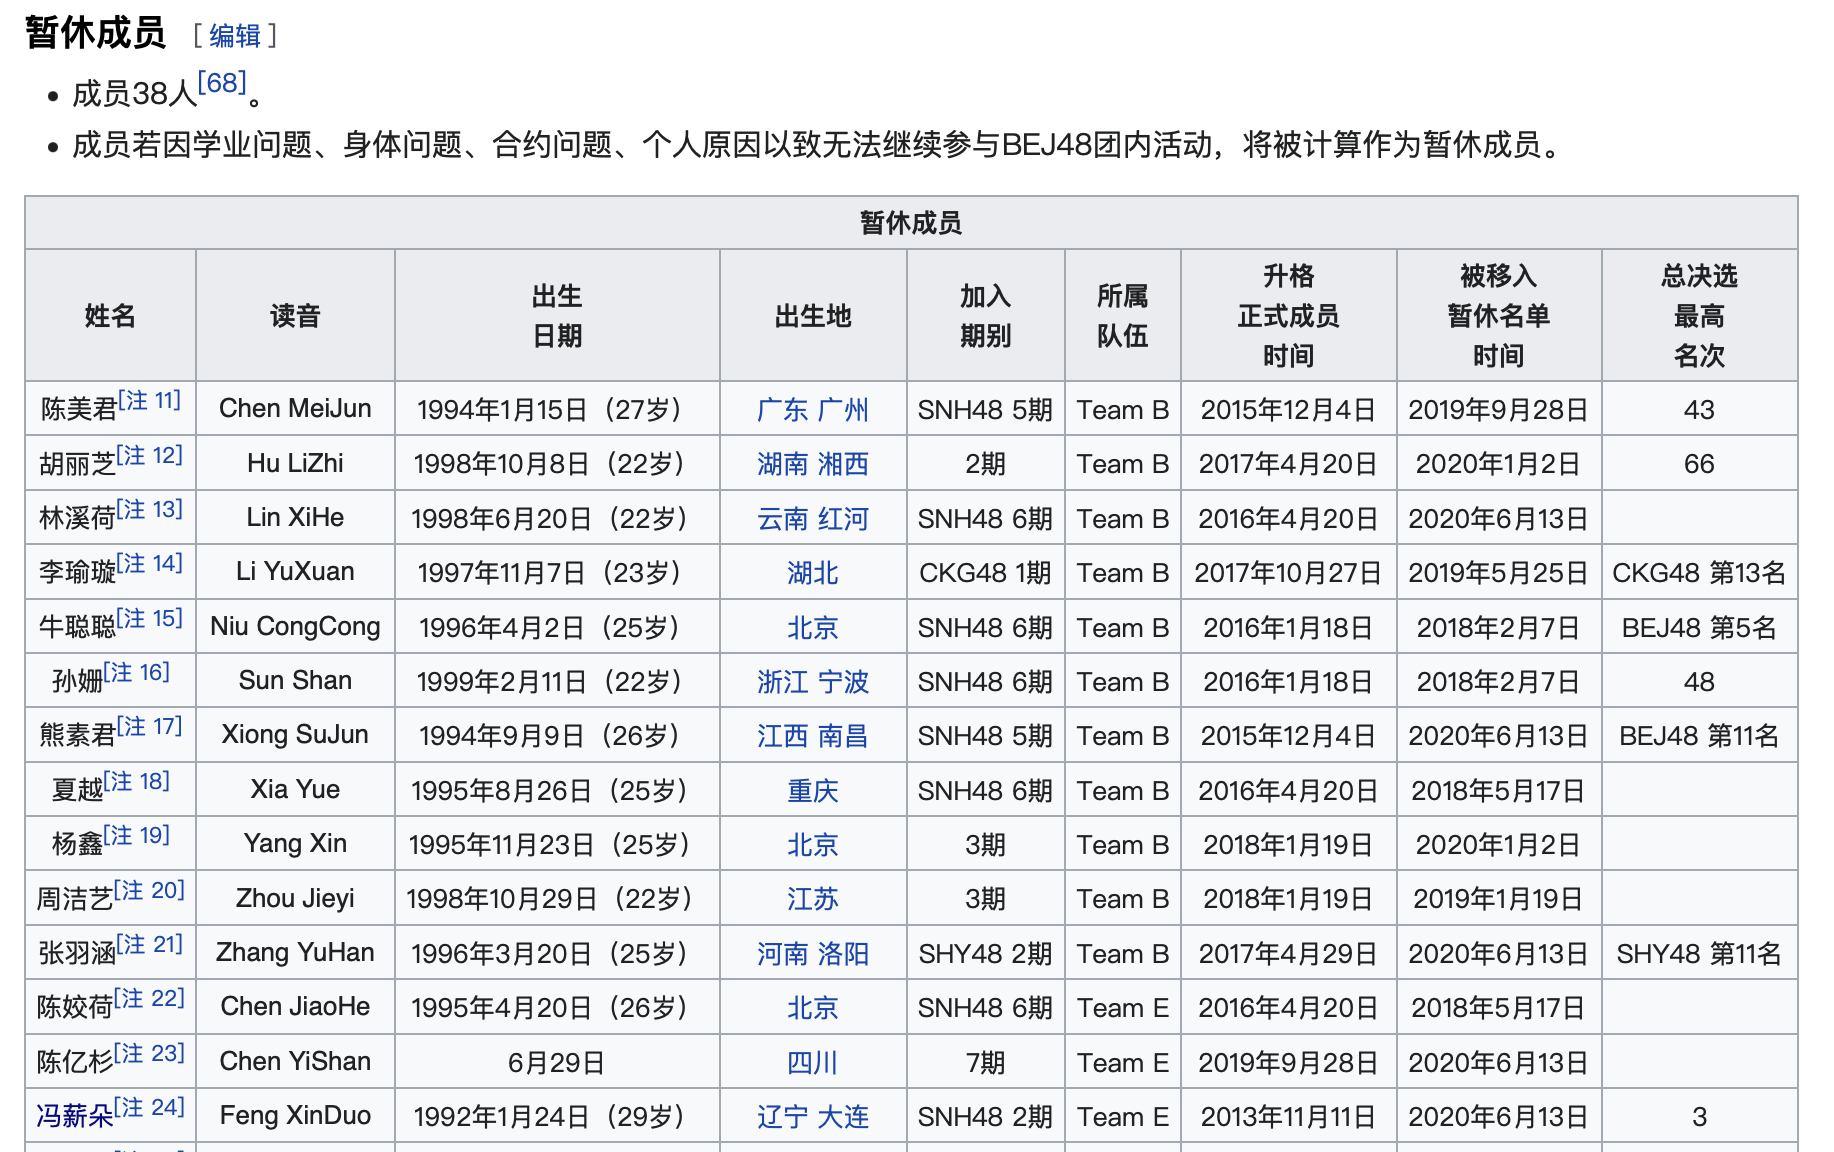 暂休成员 [编辑]
• 成员38人[68]。
• 成员若因学业问题、身体问题、合约问题、个人原因以致无法继续参与BEJ48团内活动，将被计算作为暂休成员。
暂休成员
姓名 读音 出生日期 出生地 加入期别 所属队伍 升格正式成员时间 被移入暂休名单时间 总决选最高名次
陈美君[注 11] Chen MeiJun 1994年1月15日（27岁） 广东 广州 SNH48 5期 Team B 2015年12月4日 2019年9月28日 43
胡丽芝[注 12] Hu LiZhi 1998年10月8日（22岁） 湖南 湘西 2期 Team B 2017年4月20日 2020年1月2日 66
林溪荷[注 13] Lin XiHe 1998年6月20日（22岁） 云南 红河 SNH48 6期 Team B 2016年4月20日 2020年6月13日
李瑜璇[注 14] Li YuXuan 1997年11月7日（23岁） 湖北 CKG48 1期 Team B 2017年10月27日 2019年5月25日 CKG48 第13名
牛聪聪[注 15] Niu CongCong 1996年4月2日（25岁） 北京 SNH48 6期 Team B 2016年1月18日 2018年2月7日 BEJ48 第5名
孙姗[注 16] Sun Shan 1999年2月11日（22岁） 浙江 宁波 SNH48 6期 Team B 2016年1月18日 2018年2月7日 48
熊素君[注 17] Xiong SuJun 1994年9月9日（26岁） 江西 南昌 SNH48 5期 Team B 2015年12月4日 2020年6月13日 BEJ48 第11名
夏越[注 18] Xia Yue 1995年8月26日（25岁） 重庆 SNH48 6期 Team B 2016年4月20日 2018年5月17日
杨鑫[注 19] Yang Xin 1995年11月23日（25岁） 北京 3期 Team B 2018年1月19日 2020年1月2日
周洁艺[注 20] Zhou Jieyi 1998年10月29日（22岁） 江苏 3期 Team B 2018年1月19日 2019年1月19日
张羽涵[注 21] Zhang YuHan 1996年3月20日（25岁） 河南 洛阳 SHY48 2期 Team B 2017年4月29日 2020年6月13日 SHY48 第11名
陈姣荷[注 22] Chen JiaoHe 1995年4月20日（26岁） 北京 SNH48 6期 Team E 2016年4月20日 2018年5月17日
陈亿杉[注 23] Chen YiShan 6月29日 四川 7期 Team E 2019年9月28日 2020年6月13日
冯薪朵[注 24] Feng XinDuo 1992年1月24日（29岁） 辽宁 大连 SNH48 2期 Team E 2013年11月11日 2020年6月13日 3